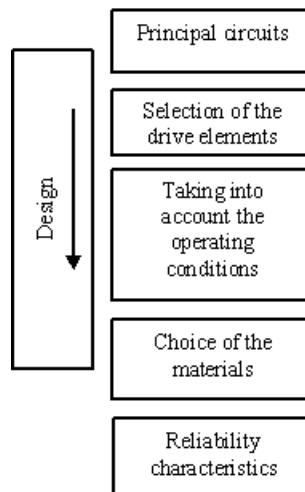 Principal circuits
Design
Selection of the
drive elements
Taking into
account the
operating
conditions
Choice of the
materials
Reliability
characteristics